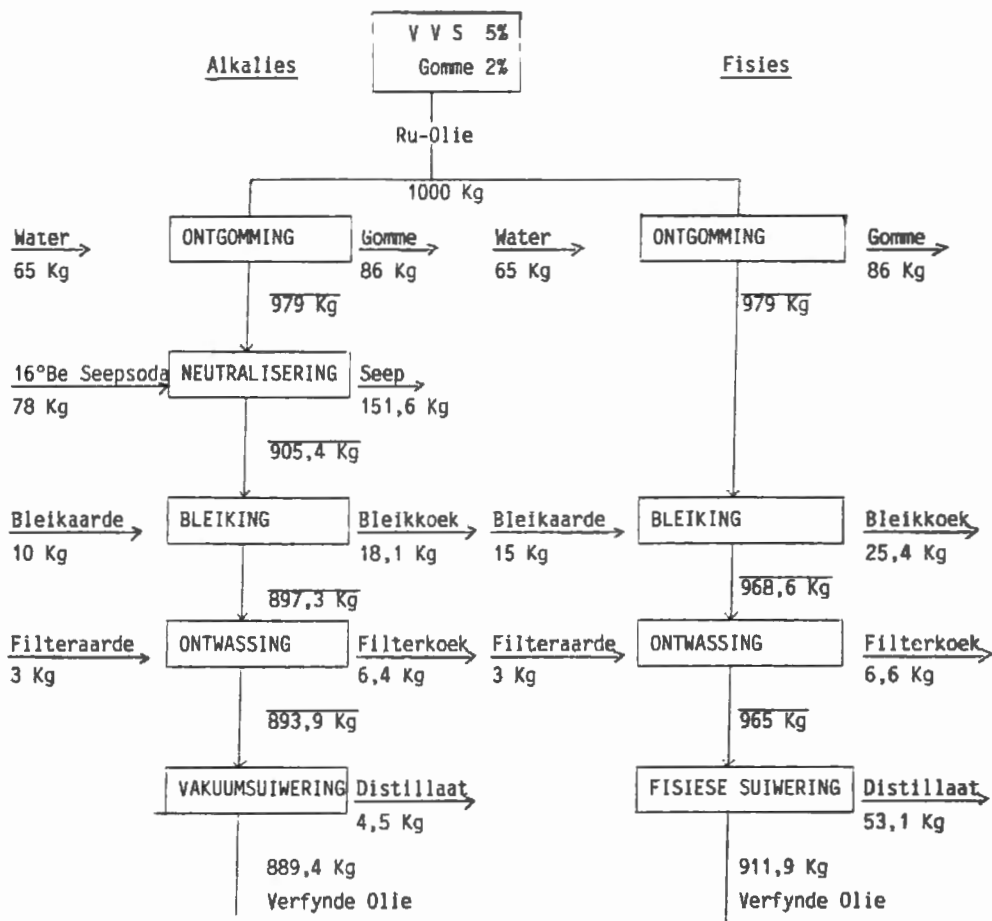 V V S 5%
Gomme 2%
Alkalies
Fisies
Ru-Olie
1000 Kg
Water
65 Kg
ONTGOMMING
Gomme
86 Kg
Water
65 Kg
ONTGOMMING
Gomme
86 Kg
979 Kg
979 Kg
16°Be Seepsoda
78 Kg
NEUTRALISERING
Seep
151,6 Kg
905,4 Kg
Bleikaarde
10 Kg
BLEIKING
Bleikkoek
18,1 Kg
Bleikaarde
15 Kg
BLEIKING
Bleikkoek
25,4 Kg
897,3 Kg
968,6 Kg
Filteraarde
3 Kg
ONTWASSING
Filterkoek
6,4 Kg
Filteraarde
3 Kg
ONTWASSING
Filterkoek
6,6 Kg
893,9 Kg
965 Kg
VAKUUMSUIWERING
Distillaat
4,5 Kg
FISIESE SUIWERING
Distillaat
53,1 Kg
889,4 Kg
Verfynde Olie
911,9 Kg
Verfynde Olie